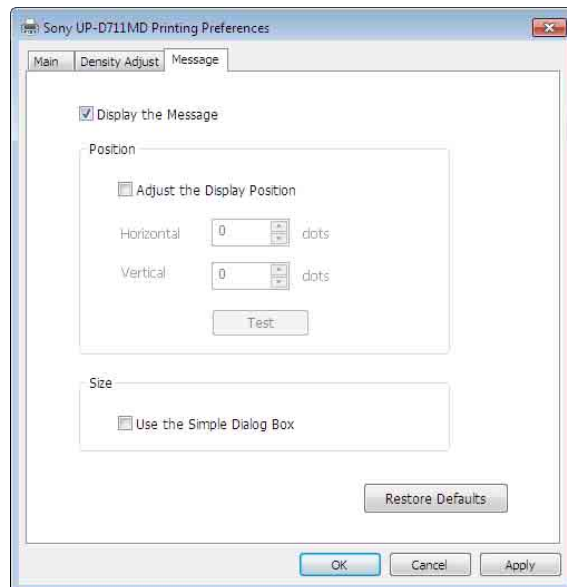 Sony UP-D711MD Printing Preferences
Main Density Adjust Message
Display the Message
Position
Adjust the Display Position
Horizontal 0 dots
Vertical 0 dots
Test
Size
Use the Simple Dialog Box
Restore Defaults
OK Cancel Apply